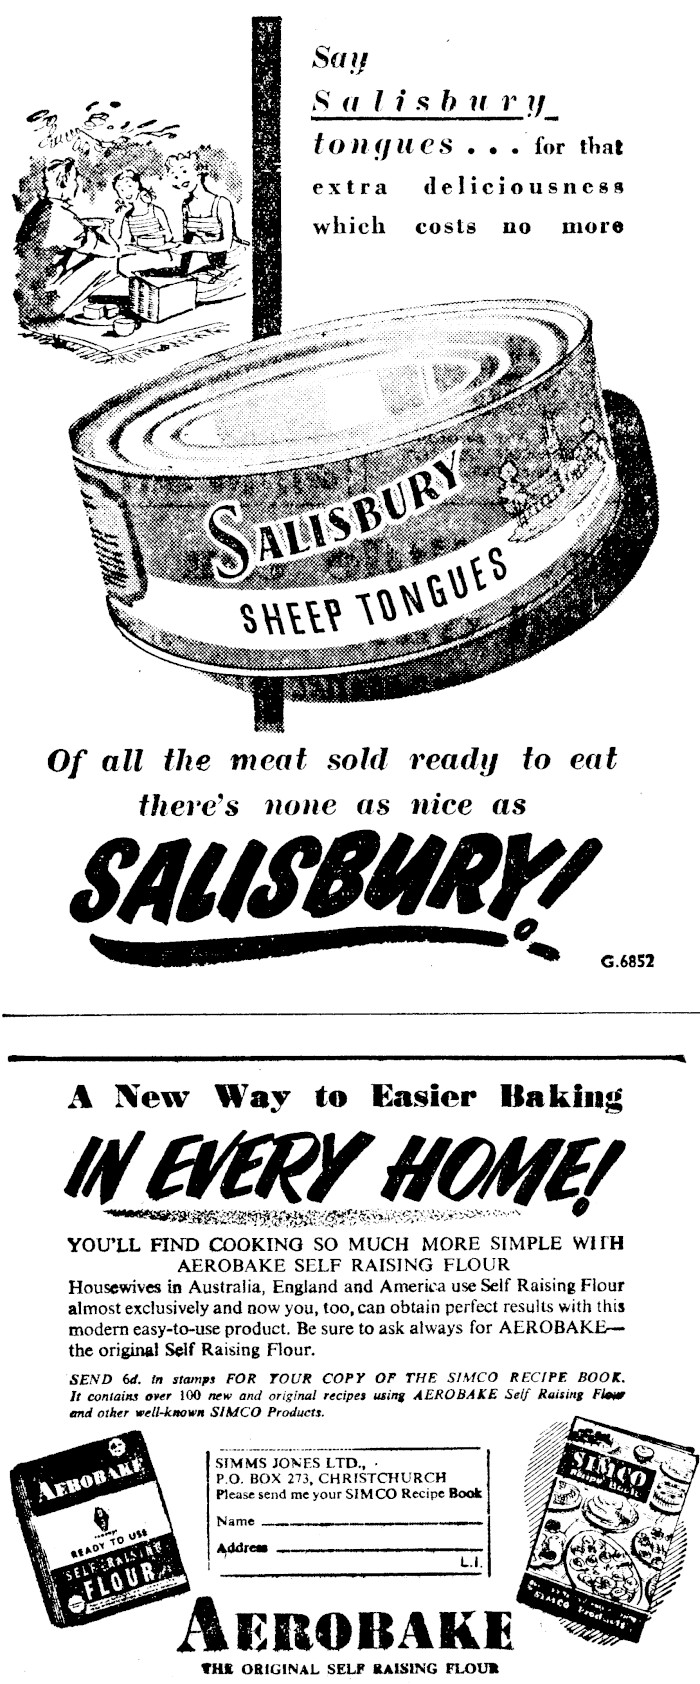 Say
Salisbury
tongues... for that
extra deliciousness
which costs no more
SALISBURY
SHEEP TONGUES
Of all the meat sold ready to eat
there's none as nice as
SALISBURY!
G.6852
A New Way to Easier Baking
IN EVERY HOME!
YOU'LL FIND COOKING SO MUCH MORE SIMPLE WITH
AEROBAKE SELF RAISING FLOUR
Housewives in Australia, England and America use Self Raising Flour
almost exclusively and now you, too, can obtain perfect results with this
modern easy-to-use product. Be sure to ask always for AEROBAKE—
the original Self Raising Flour.
SEND 6d. in stamps FOR YOUR COPY OF THE SIMCO RECIPE BOOK.
It contains over 100 new and original recipes using AEROBAKE Self Raising Flour
and other well-known SIMCO Products.
AEROBAKE
READY TO USE
SELF-RAISING
FLOUR
SIMMS JONES LTD.,
P.O. BOX 273, CHRISTCHURCH
Please send me your SIMCO Recipe Book
Name
Address
L.I.
SIMCO
Recipe Book
SIMCO Products
AEROBAKE
THE ORIGINAL SELF RAISING FLOUR